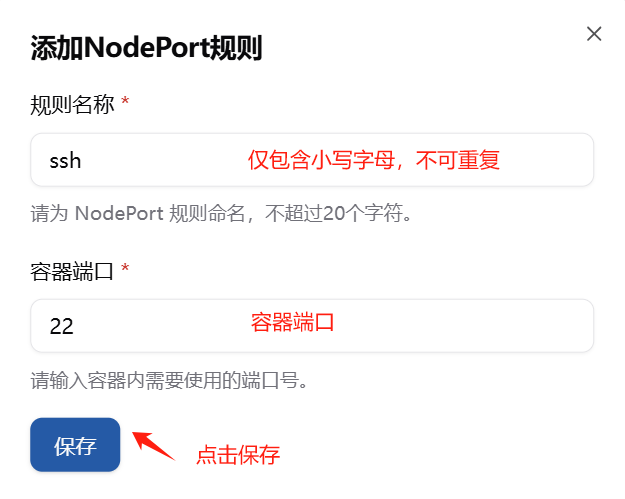 添加NodePort规则
规则名称 *
ssh 仅包含小写字母，不可重复
请为 NodePort 规则命名，不超过20个字符。
容器端口 *
22 容器端口
请输入容器内需要使用的端口号。
保存 点击保存